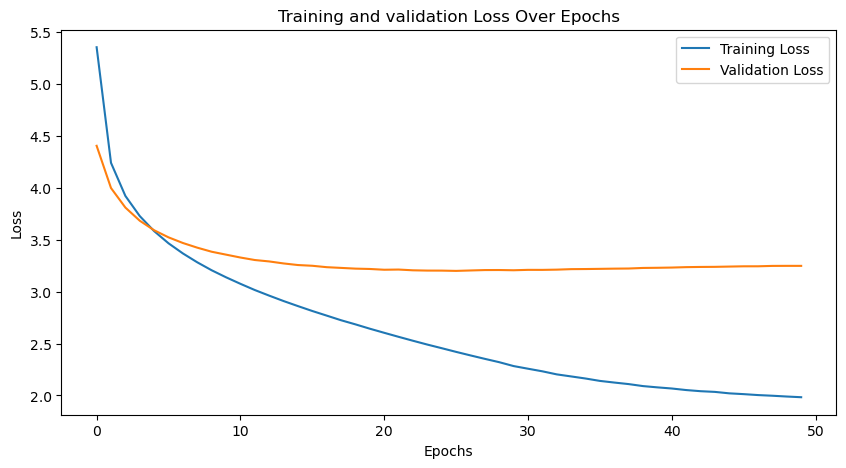 Training and validation Loss Over Epochs
Training Loss
Validation Loss
Loss
5.5
5.0
4.5
4.0
3.5
3.0
2.5
2.0
0
10
20
30
40
50
Epochs